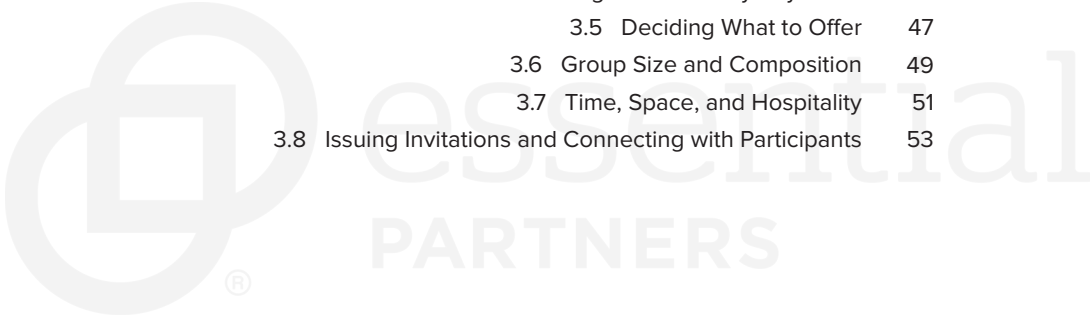 3.5 Deciding What to Offer 47
3.6 Group Size and Composition 49
3.7 Time, Space, and Hospitality 51
3.8 Issuing Invitations and Connecting with Participants 53
essential
PARTNERS
®